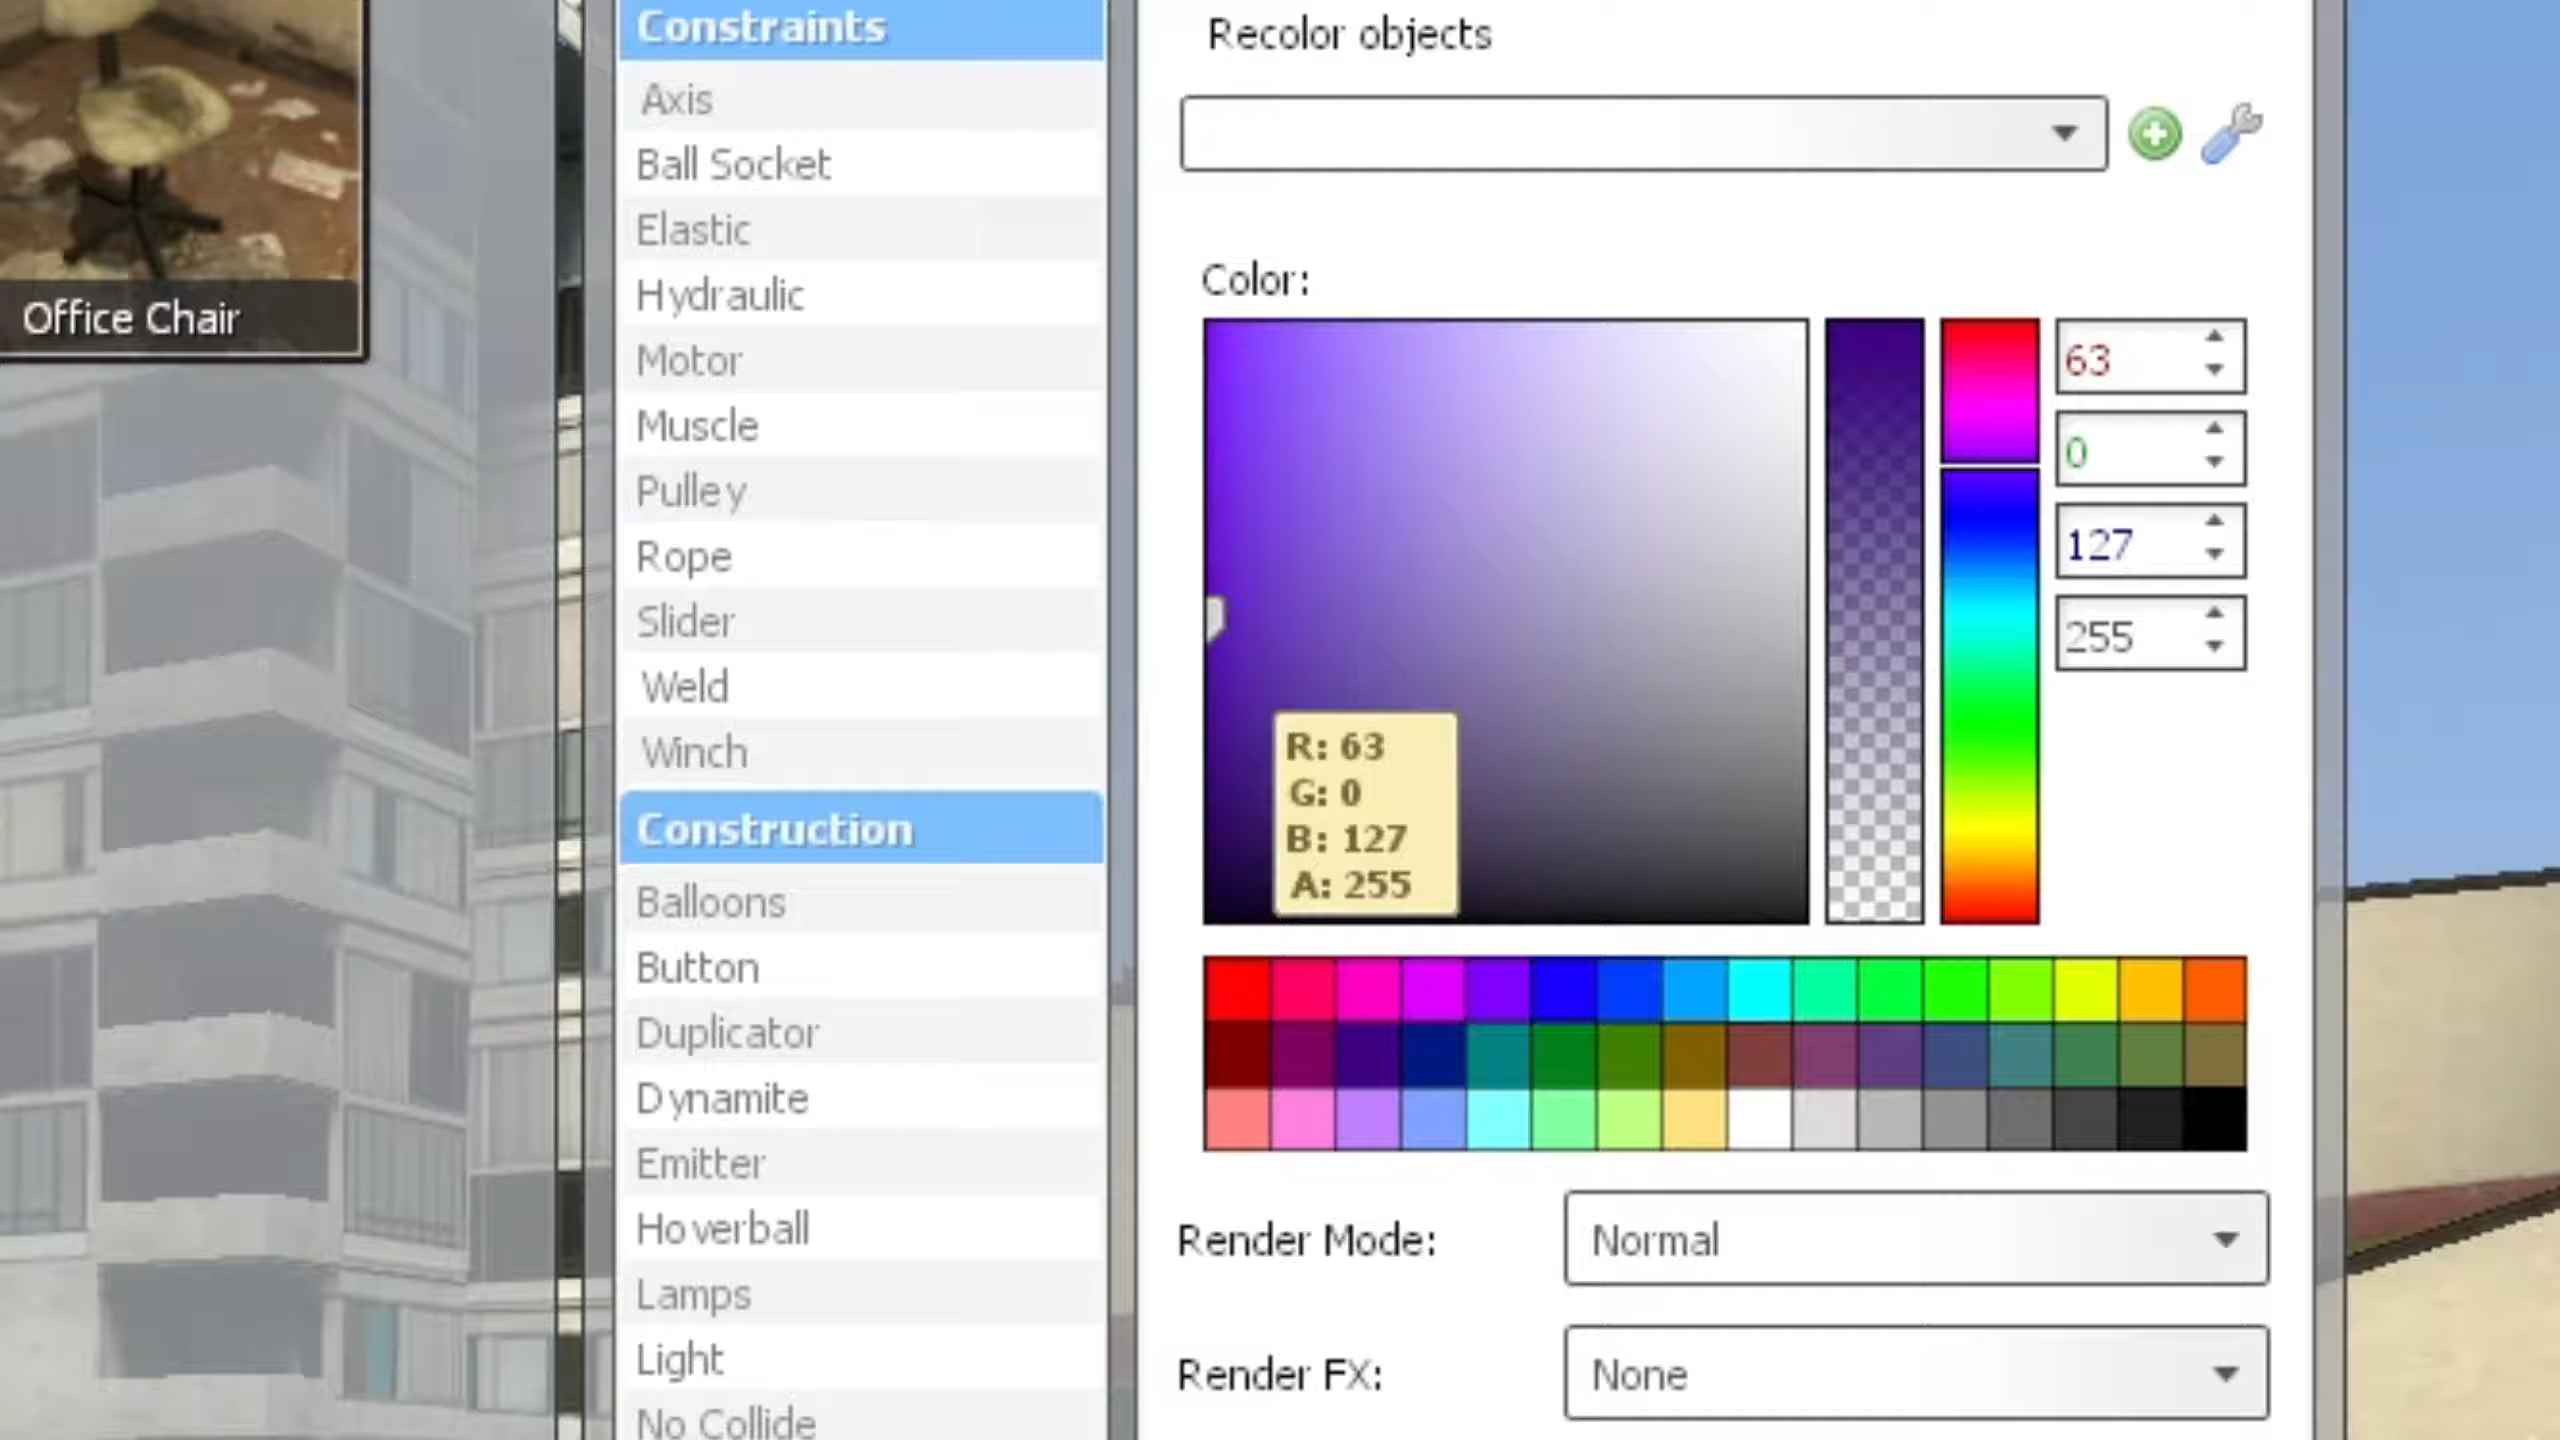 Office Chair
Constraints
Axis
Ball Socket
Elastic
Hydraulic
Motor
Muscle
Pulley
Rope
Slider
Weld
Winch
Construction
Balloons
Button
Duplicator
Dynamite
Emitter
Hoverball
Lamps
Light
No Collide
Recolor objects
Color:
63
0
127
255
R: 63
G: 0
B: 127
A: 255
Render Mode: Normal
Render FX: None